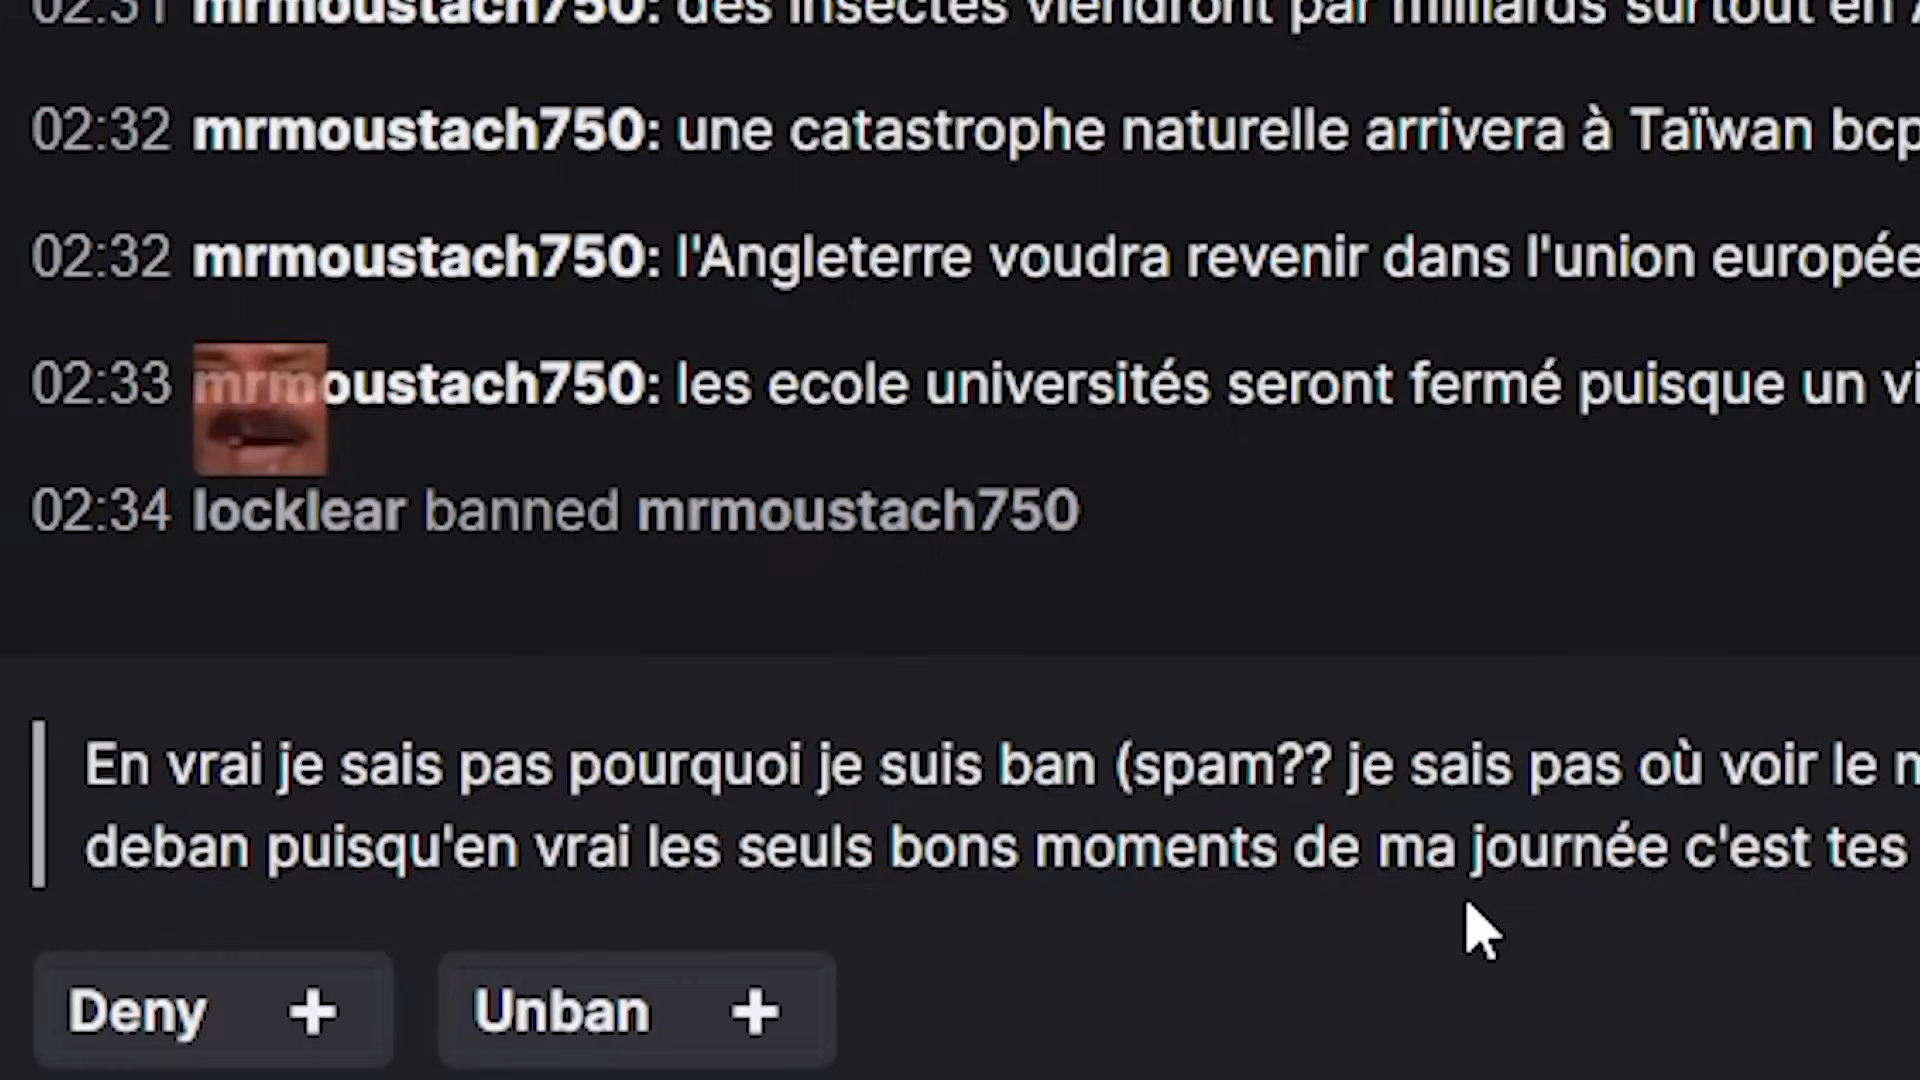 02:31 mrmoustach750: des insectes viendront par milliards surtout en
02:32 mrmoustach750: une catastrophe naturelle arrivera à Taïwan bcp
02:32 mrmoustach750: l'Angleterre voudra revenir dans l'union europée
02:33 mrmoustach750: les ecole universités seront fermé puisque un vi
02:34 locklear banned mrmoustach750
En vrai je sais pas pourquoi je suis ban (spam?? je sais pas où voir le
deban puisqu'en vrai les seuls bons moments de ma journée c'est tes
Deny +
Unban +